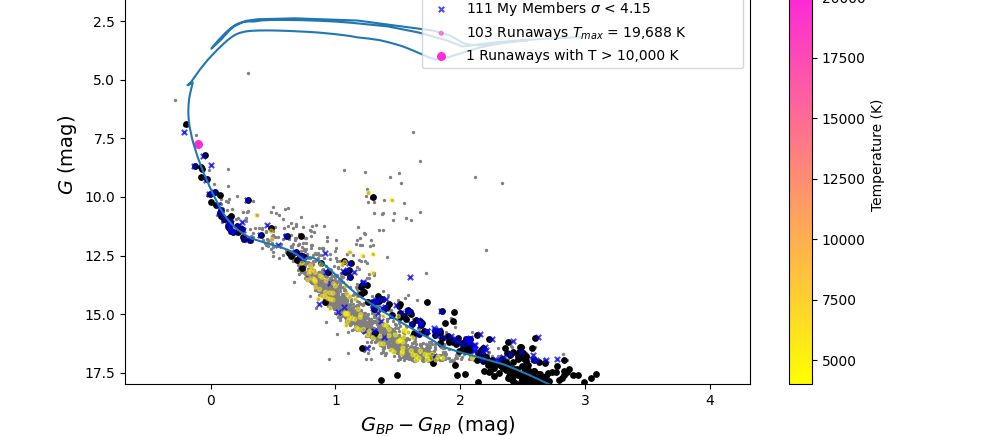 111 My Members σ < 4.15
103 Runaways T_max = 19,688 K
1 Runaways with T > 10,000 K
2.5
5.0
7.5
10.0
12.5
15.0
17.5
G (mag)
0 1 2 3 4
G_BP − G_RP (mag)
17500
15000
12500
10000
7500
5000
Temperature (K)